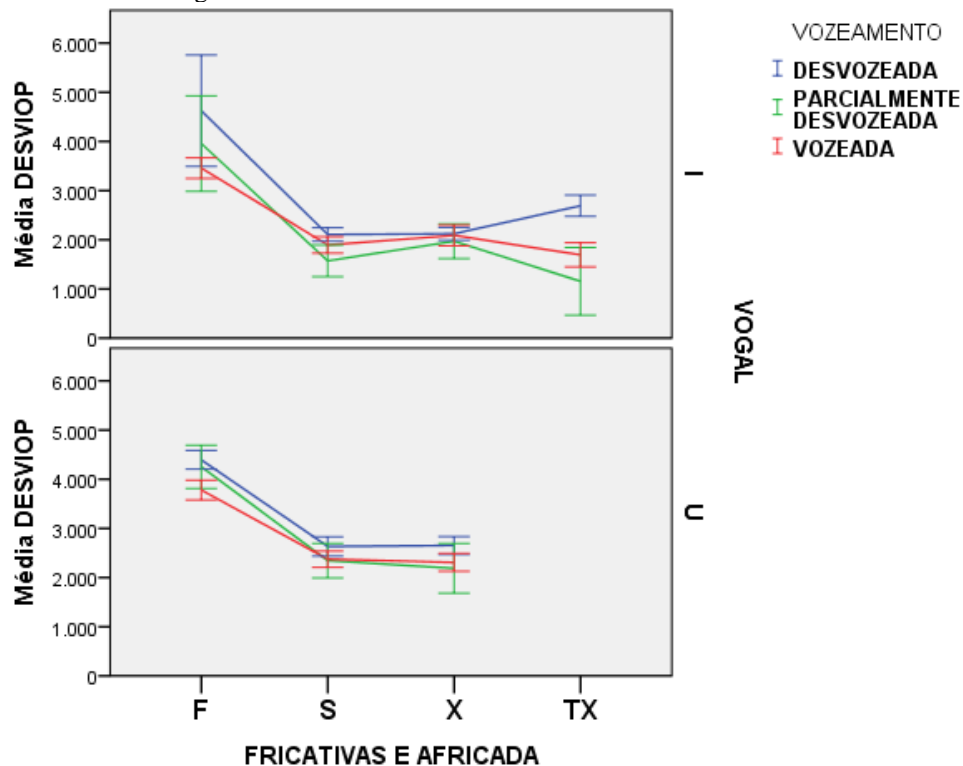 VOZEAMENTO
DESVOZEADA
PARCIALMENTE
DESVOZEADA
VOZEADA
Média DESVIOP
6.000
5.000
4.000
3.000
2.000
1.000
0
I
VOGAL
Média DESVIOP
6.000
5.000
4.000
3.000
2.000
1.000
0
U
F S X TX
FRICATIVAS E AFRICADA